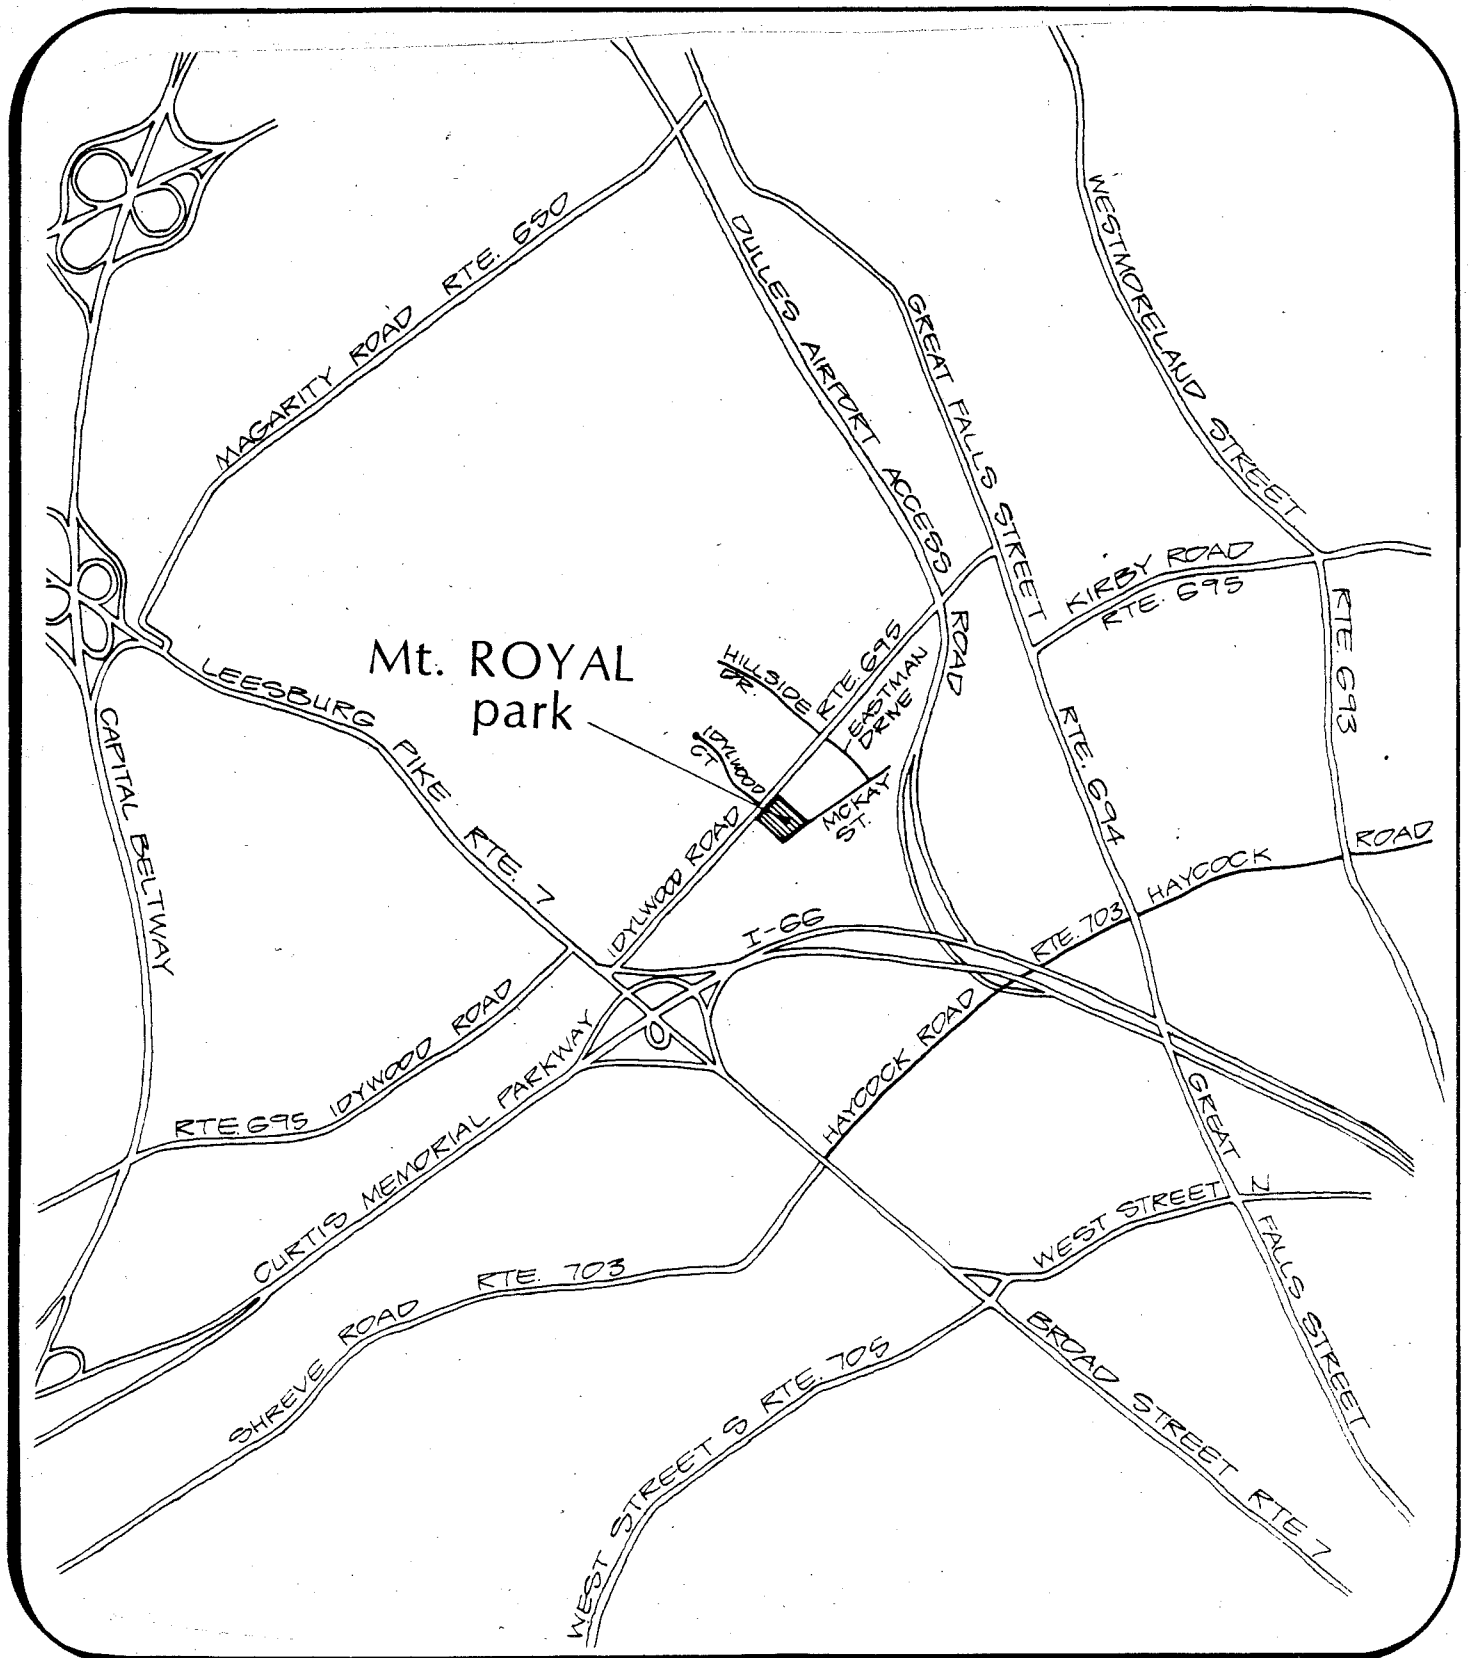 MAGARITY ROAD RTE. 650
DULLES AIRPORT ACCESS ROAD
GREAT FALLS STREET
WESTMORELAND STREET
KIRBY ROAD
RTE. 695
RTE. 693
Mt. ROYAL
park
HILLSIDE
DR.
RTE. 695
EASTMAN
DRIVE
IDYLWOOD
CT
MCKAY
ST.
LEESBURG PIKE RTE. 7
CAPITAL BELTWAY
RTE. 694
IDYLWOOD ROAD
I-66
RTE. 703
HAYCOCK ROAD
HAYCOCK ROAD
RTE. 695 IDYWOOD ROAD
CURTIS MEMORIAL PARKWAY
GREAT FALLS STREET
WEST STREET N
SHREVE ROAD RTE. 703
WEST STREET S RTE. 705
BROAD STREET RTE 7